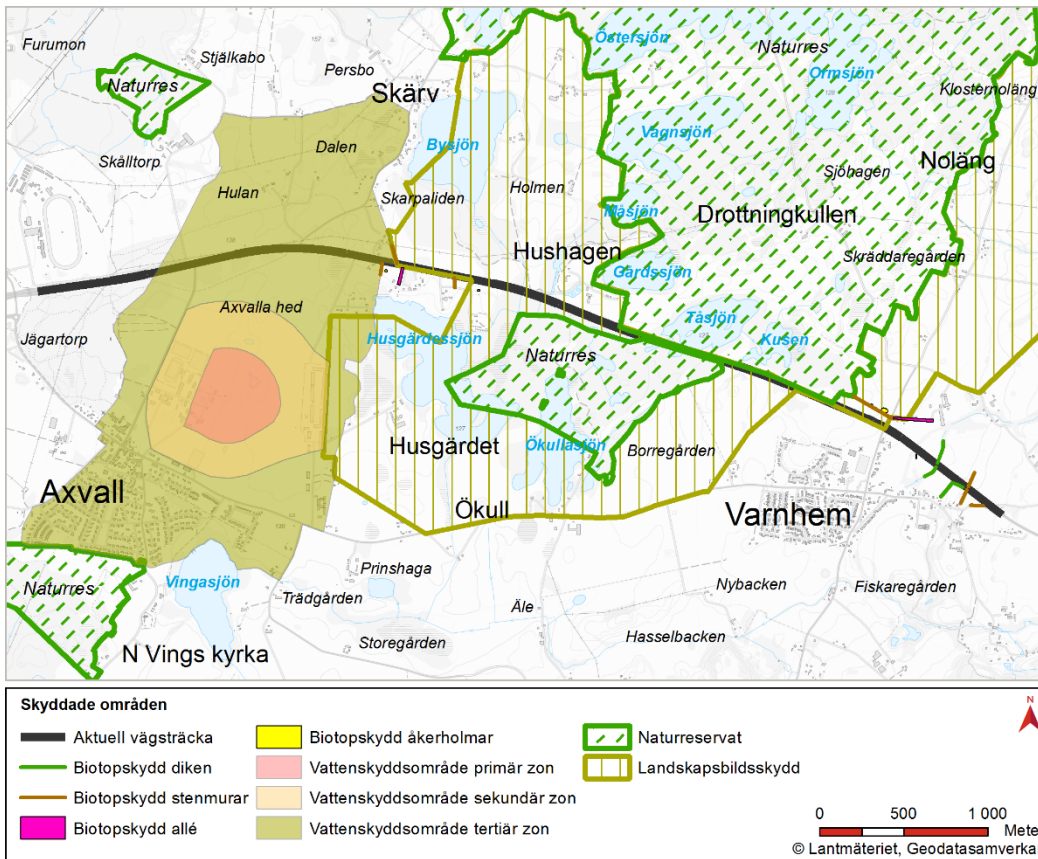 Furumon
Stjälkabo
Persbo
Östersjön
Naturres
Ormsjön
Naturres
Skärv
Klosternoläng
Bysjön
Vagnsjön
Dalen
Skålltorp
Noläng
Hulan
Skarpaliden
Holmen
Sjöhagen
Måsjön
Drottningkullen
Hushagen
Skräddaregården
Gårdssjön
Axvalla hed
Tåsjön
Jägartorp
Husgärdessjön
Kusen
Naturres
Husgärdet
Ökullasjön
Borregården
Axvall
Ökull
Varnhem
Prinshaga
Vingasjön
Naturres
Trädgården
Äle
Nybacken
Fiskaregården
Storegården
Hasselbacken
N Vings kyrka
Skyddade områden
Aktuell vägsträcka
Biotopskydd diken
Biotopskydd stenmurar
Biotopskydd allé
Biotopskydd åkerholmar
Vattenskyddsområde primär zon
Vattenskyddsområde sekundär zon
Vattenskyddsområde tertiär zon
Naturreservat
Landskapsbildsskydd
N
0 500 1 000
Mete
© Lantmäteriet, Geodatasamverka